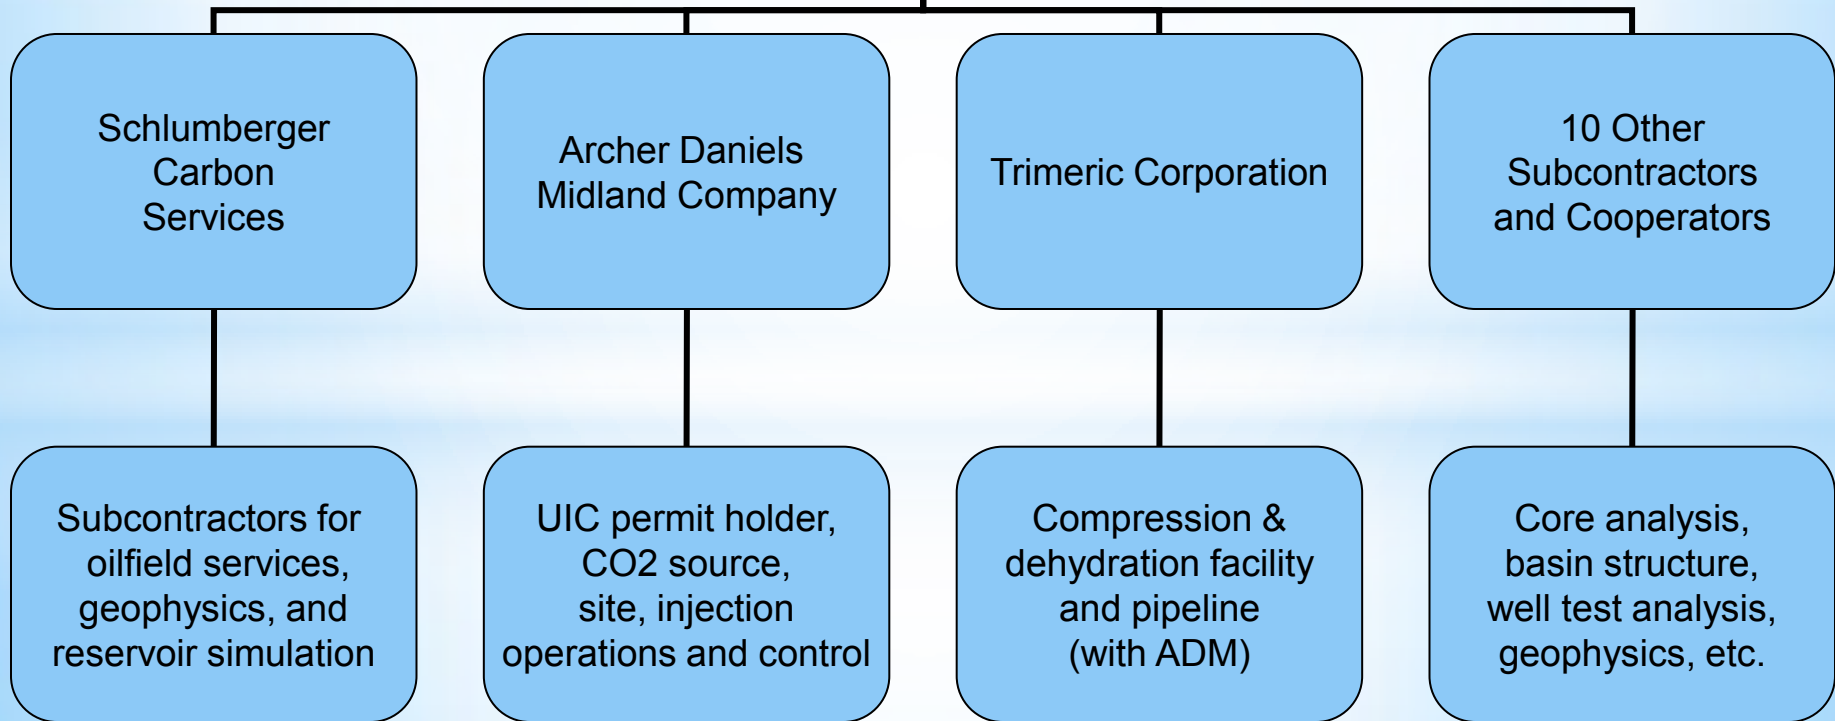 Schlumberger
Carbon
Services
Archer Daniels
Midland Company
Trimeric Corporation
10 Other
Subcontractors
and Cooperators
Subcontractors for
oilfield services,
geophysics, and
reservoir simulation
UIC permit holder,
CO2 source,
site, injection
operations and control
Compression &
dehydration facility
and pipeline
(with ADM)
Core analysis,
basin structure,
well test analysis,
geophysics, etc.